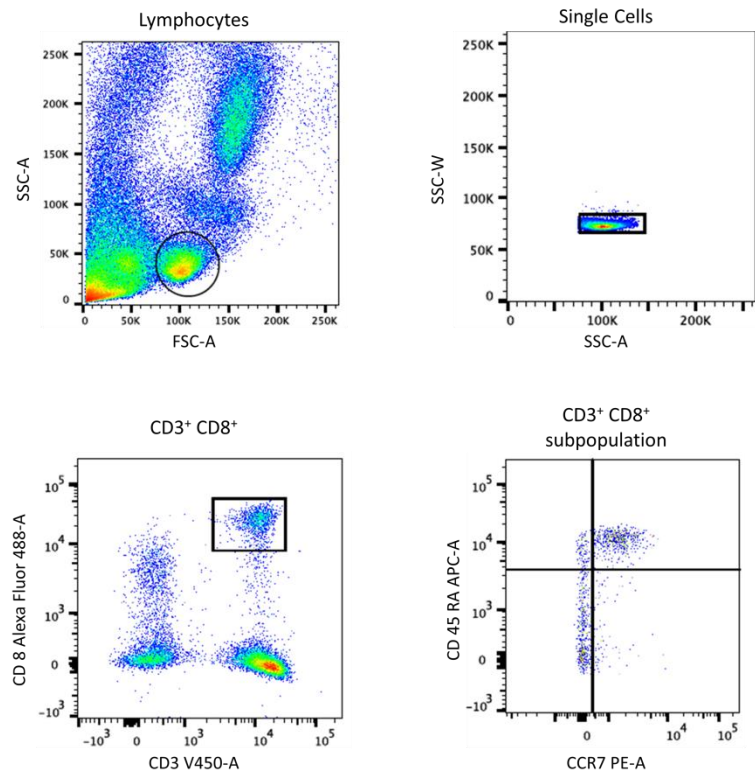 Lymphocytes
SSC-A
250K
200K
150K
100K
50K
0
0 50K 100K 150K 200K 250K
FSC-A
Single Cells
SSC-W
250K
200K
150K
100K
50K
0
0 100K 200K
SSC-A
CD3⁺ CD8⁺
CD 8 Alexa Fluor 488-A
10⁵
10⁴
10³
0
-10³
-10³ 0 10³ 10⁴ 10⁵
CD3 V450-A
CD3⁺ CD8⁺
subpopulation
CD 45 RA APC-A
10⁵
10⁴
10³
0
-10³
0 10⁴ 10⁵
CCR7 PE-A